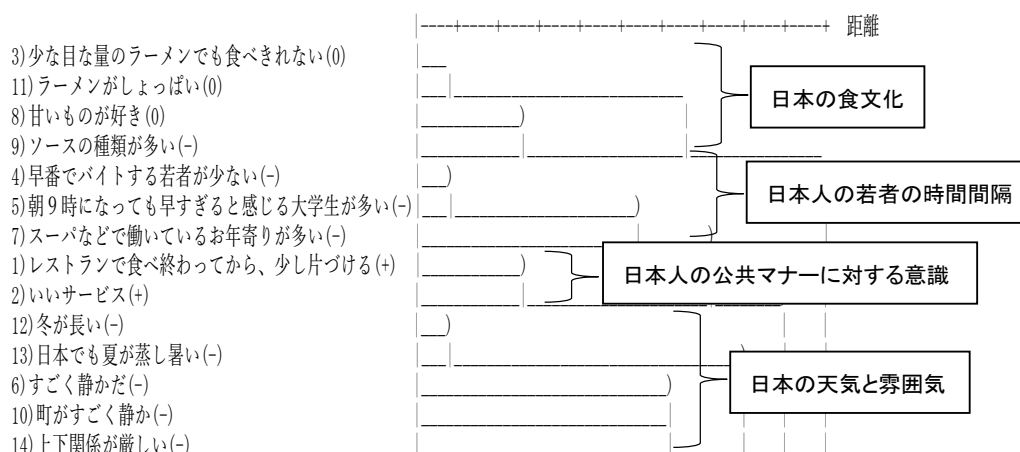 距離
3)少な目な量のラーメンでも食べきれない(0)
11)ラーメンがしょっぱい(0)
8)甘いものが好き(0)
9)ソースの種類が多い(-)
4)早番でバイトする若者が少ない(-)
5)朝9時になっても早すぎると感じる大学生が多い(-)
7)スーパなどで働いているお年寄りが多い(-)
1)レストランで食べ終わってから、少し片づける(+)
2)いいサービス(+)
12)冬が長い(-)
13)日本でも夏が蒸し暑い(-)
6)すごく静かだ(-)
10)町がすごく静か(-)
14)上下関係が厳しい(-)
日本の食文化
日本人の若者の時間間隔
日本人の公共マナーに対する意識
日本の天気と雰囲気